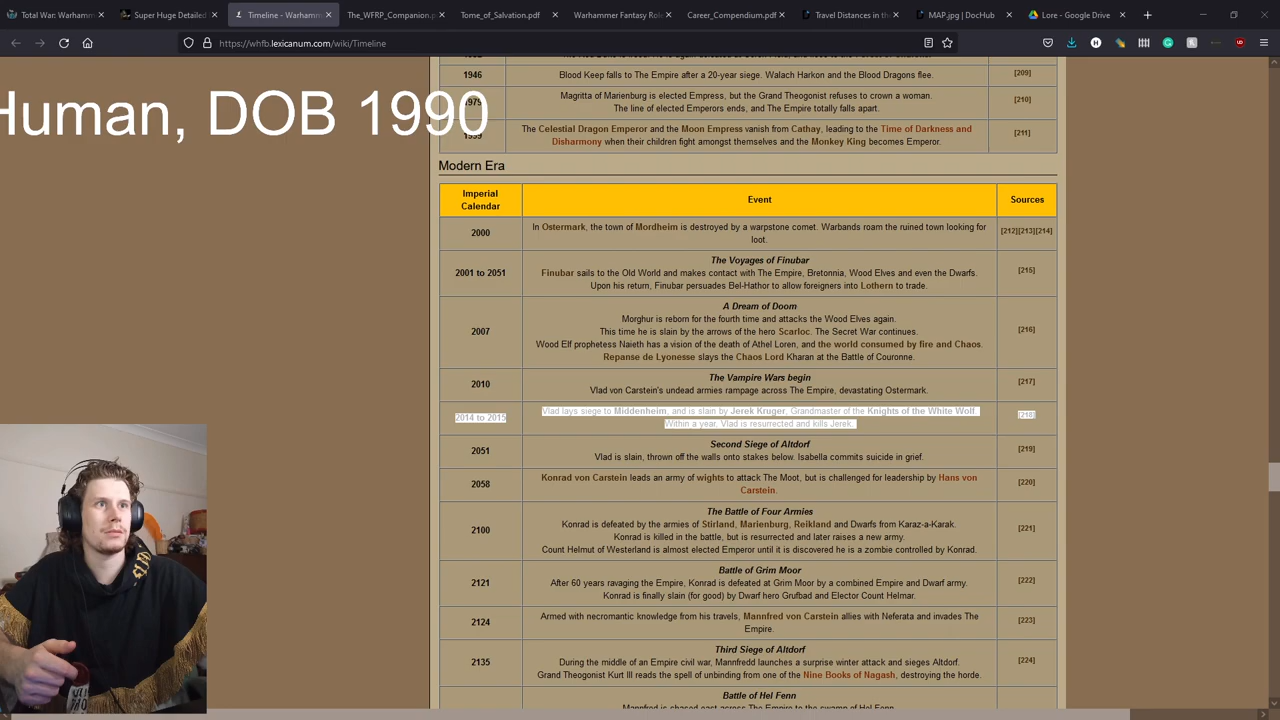 Total War: Warhamm
Super Huge Detailed
Timeline - Warhamm
The_WFRP_Companion.p
Tome_of_Salvation.pdf
Warhammer Fantasy Role
Career_Compendium.pdf
Travel Distances in th
MAP.jpg | DocHub
Lore - Google Drive
https://whfb.lexicanum.com/wiki/Timeline
1946 Blood Keep falls to The Empire after a 20-year siege. Walach Harkon and the Blood Dragons flee. [209]
Human, DOB 1990
1979 Magritta of Marienburg is elected Empress, but the Grand Theogonist refuses to crown a woman. [210]
The line of elected Emperors ends, and The Empire totally falls apart.
1999 The Celestial Dragon Emperor and the Moon Empress vanish from Cathay, leading to the Time of Darkness and [211]
Disharmony when their children fight amongst themselves and the Monkey King becomes Emperor.
Modern Era
Imperial
Calendar
Event
Sources
2000 In Ostermark, the town of Mordheim is destroyed by a warpstone comet. Warbands roam the ruined town looking for [212][213][214]
loot.
The Voyages of Finubar
2001 to 2051 Finubar sails to the Old World and makes contact with The Empire, Bretonnia, Wood Elves and even the Dwarfs. [215]
Upon his return, Finubar persuades Bel-Hathor to allow foreigners into Lothern to trade.
A Dream of Doom
Morghur is reborn for the fourth time and attacks the Wood Elves again.
2007 This time he is slain by the arrows of the hero Scarloc. The Secret War continues. [216]
Wood Elf prophetess Naieth has a vision of the death of Athel Loren, and the world consumed by fire and Chaos.
Repanse de Lyonesse slays the Chaos Lord Kharan at the Battle of Couronne.
The Vampire Wars begin
2010 Vlad von Carstein's undead armies rampage across The Empire, devastating Ostermark. [217]
2014 to 2015 Vlad lays siege to Middenheim, and is slain by Jerek Kruger, Grandmaster of the Knights of the White Wolf. [218]
Within a year, Vlad is resurrected and kills Jerek.
Second Siege of Altdorf
2051 Vlad is slain, thrown off the walls onto stakes below. Isabella commits suicide in grief. [219]
2058 Konrad von Carstein leads an army of wights to attack The Moot, but is challenged for leadership by Hans von [220]
Carstein.
The Battle of Four Armies
2100 Konrad is defeated by the armies of Stirland, Marienburg, Reikland and Dwarfs from Karaz-a-Karak. [221]
Konrad is killed in the battle, but is resurrected and later raises a new army.
Count Helmut of Westerland is almost elected Emperor until it is discovered he is a zombie controlled by Konrad.
Battle of Grim Moor
2121 After 60 years ravaging the Empire, Konrad is defeated at Grim Moor by a combined Empire and Dwarf army. [222]
Konrad is finally slain (for good) by Dwarf hero Grufbad and Elector Count Helmar.
2124 Armed with necromantic knowledge from his travels, Mannfred von Carstein allies with Neferata and invades The [223]
Empire.
Third Siege of Altdorf
2135 During the middle of an Empire civil war, Mannfredd launches a surprise winter attack and sieges Altdorf. [224]
Grand Theogonist Kurt III reads the spell of unbinding from one of the Nine Books of Nagash, destroying the horde.
Battle of Hel Fenn
Mannfred is chased east across The Empire to the swamp of Hel Fenn.